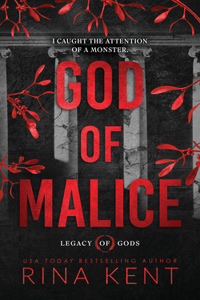 I CAUGHT THE ATTENTION
OF A MONSTER.
GOD
OF
MALICE
LEGACY OF GODS
USA TODAY BESTSELLING AUTHOR
RINA KENT